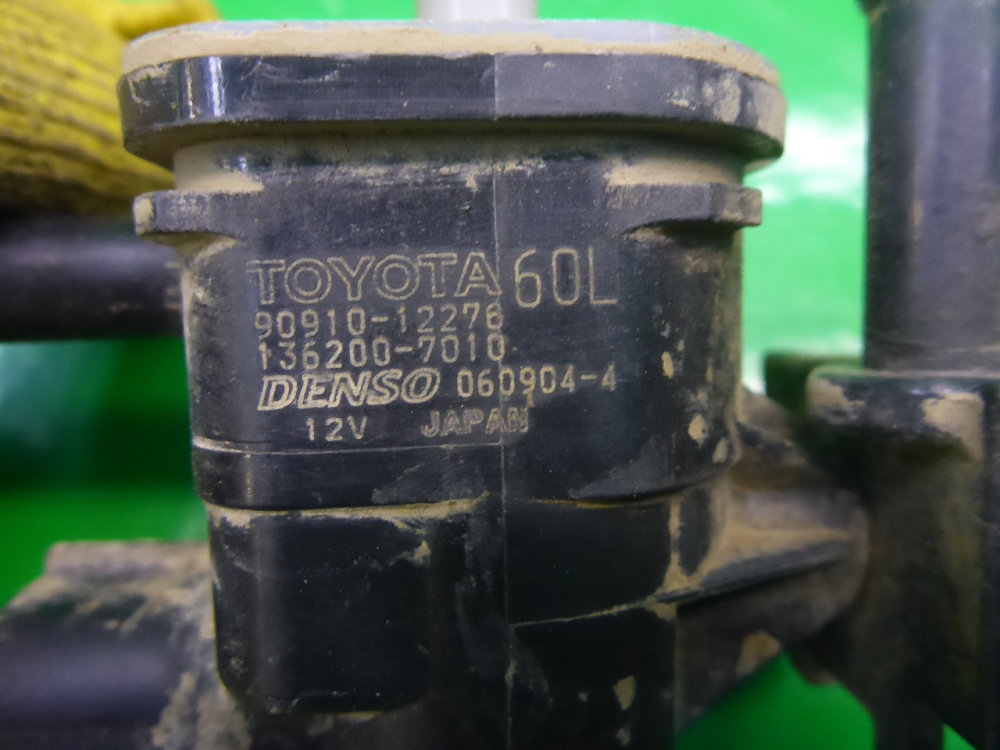 TOYOTA 60L
90910-12276
136200-7010
DENSO 060904-4
12V JAPAN